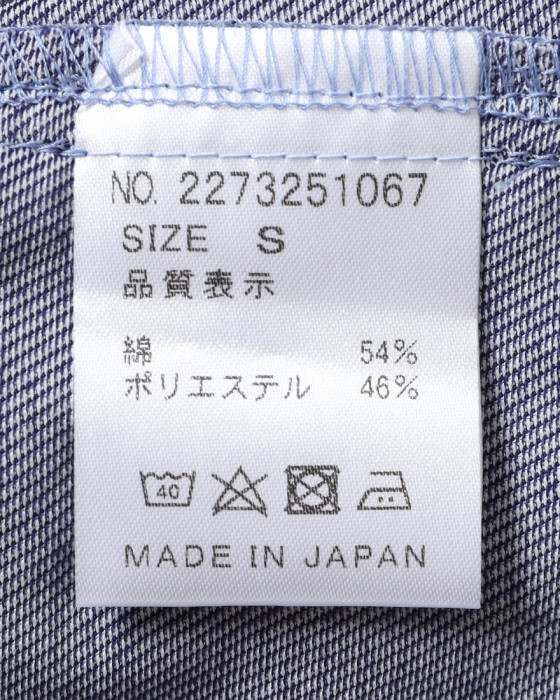 NO. 2273251067
SIZE S
品質表示
綿 54%
ポリエステル 46%
40
MADE IN JAPAN